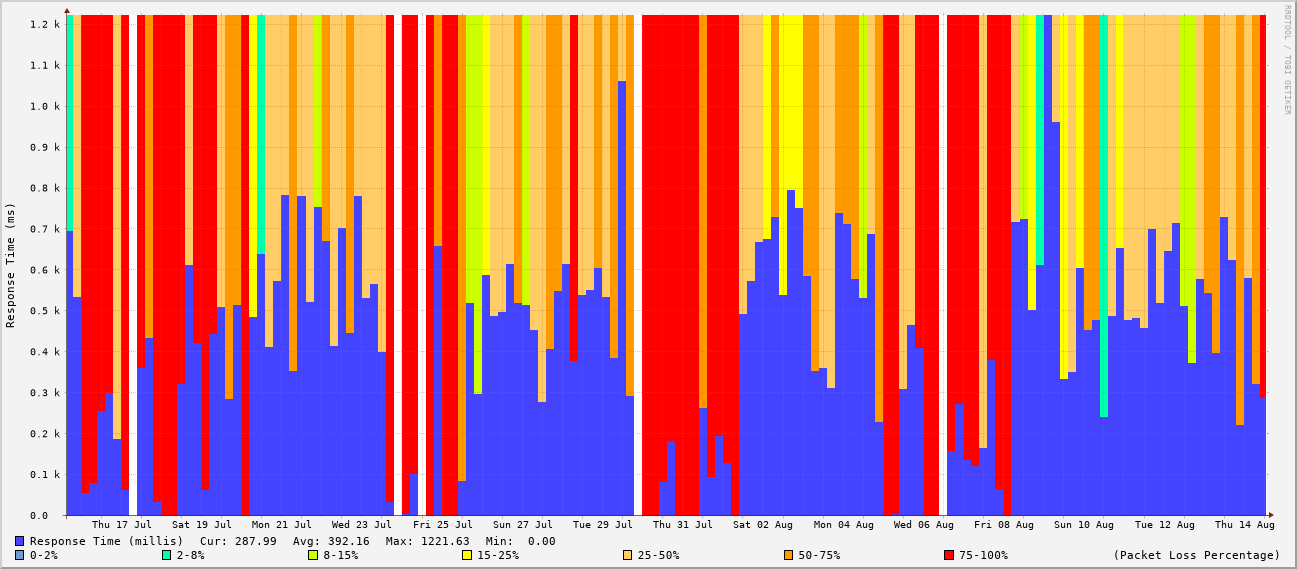 1.2 k
1.1 k
1.0 k
0.9 k
0.8 k
0.7 k
0.6 k
0.5 k
0.4 k
0.3 k
0.2 k
0.1 k
0.0
Response Time (ms)
RRDTOOL / TOBI OETIKER
Thu 17 Jul Sat 19 Jul Mon 21 Jul Wed 23 Jul Fri 25 Jul Sun 27 Jul Tue 29 Jul Thu 31 Jul Sat 02 Aug Mon 04 Aug Wed 06 Aug Fri 08 Aug Sun 10 Aug Tue 12 Aug Thu 14 Aug
Response Time (millis) Cur: 287.99 Avg: 392.16 Max: 1221.63 Min: 0.00
0-2% 2-8% 8-15% 15-25% 25-50% 50-75% 75-100% (Packet Loss Percentage)